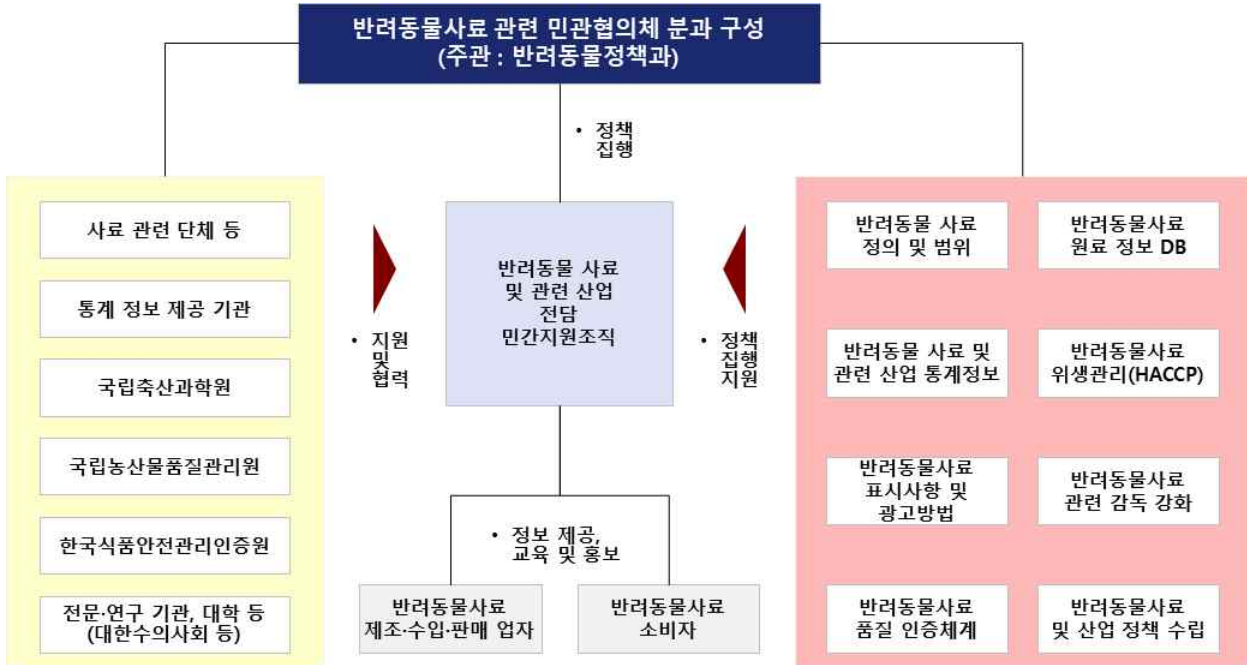 반려동물사료 관련 민관협의체 분과 구성
(주관 : 반려동물정책과)
• 정책
집행
사료 관련 단체 등
통계 정보 제공 기관
국립축산과학원
국립농산물품질관리원
한국식품안전관리인증원
전문·연구 기관, 대학 등
(대한수의사회 등)
• 지원
및
협력
반려동물 사료
및 관련 산업
전담
민간지원조직
• 정책
집행
지원
• 정보 제공,
교육 및 홍보
반려동물사료
제조·수입·판매 업자
반려동물사료
소비자
반려동물 사료
정의 및 범위
반려동물사료
원료 정보 DB
반려동물 사료 및
관련 산업 통계정보
반려동물사료
위생관리(HACCP)
반려동물사료
표시사항 및
광고방법
반려동물사료
관련 감독 강화
반려동물사료
품질 인증체계
반려동물사료
및 산업 정책 수립